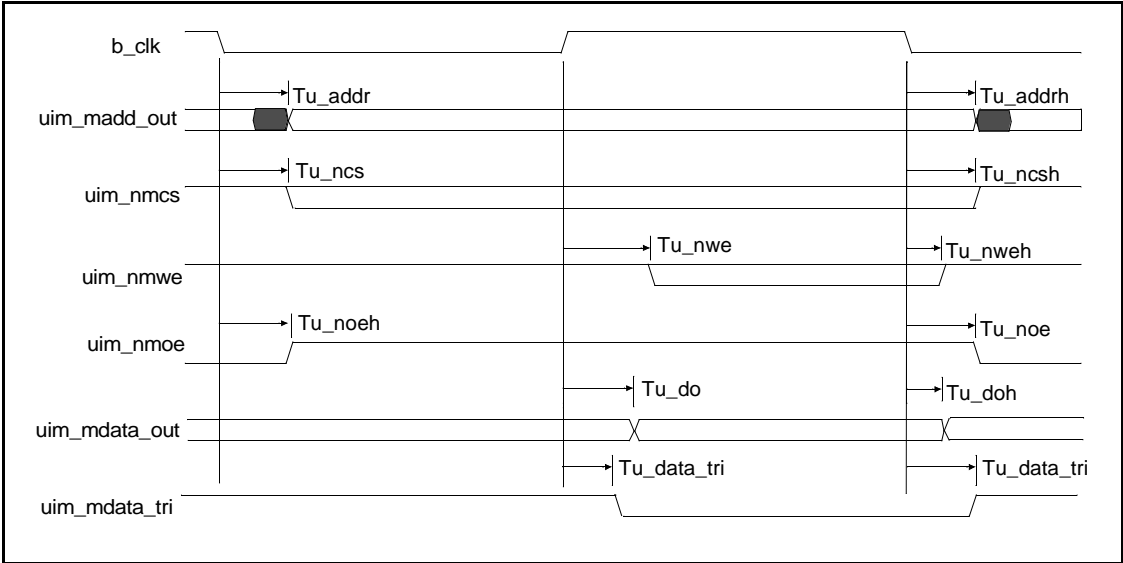 b_clk
Tu_addr
Tu_addrh
uim_madd_out
Tu_ncs
Tu_ncsh
uim_nmcs
Tu_nwe
Tu_nweh
uim_nmwe
Tu_noeh
Tu_noe
uim_nmoe
Tu_do
Tu_doh
uim_mdata_out
Tu_data_tri
Tu_data_tri
uim_mdata_tri